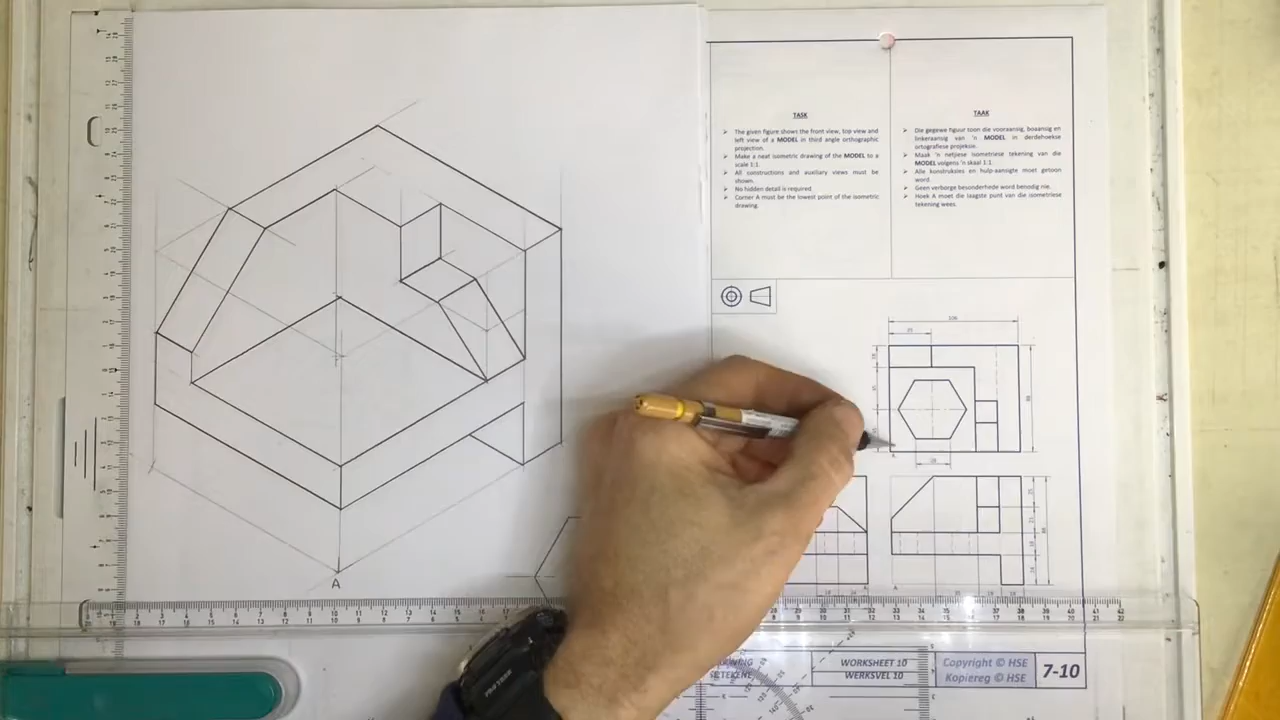 TASK
➢ The given figure shows the front view, top view and
left view of a MODEL in third angle orthographic
projection.
➢ Make a neat isometric drawing of the MODEL to a
scale 1:1.
➢ All constructions and auxiliary views must be
shown.
➢ No hidden detail is required.
➢ Corner A must be the lowest point of the isometric
drawing.
TAAK
➢ Die gegewe figuur toon die vooraansig, boaansig en
linkeraansig van 'n MODEL in derdehoekse
ortografiese projeksie.
➢ Maak 'n netjiese isometriese tekening van die
MODEL volgens 'n skaal 1:1.
➢ Alle konstruksies en hulp-aansigte moet getoon
word.
➢ Geen verborge besonderhede word benodig nie.
➢ Hoek A moet die laagste punt van die isometriese
tekening wees.
A
WORKSHEET 10
WERKSVEL 10
Copyright © HSE
Kopiereg © HSE
7-10